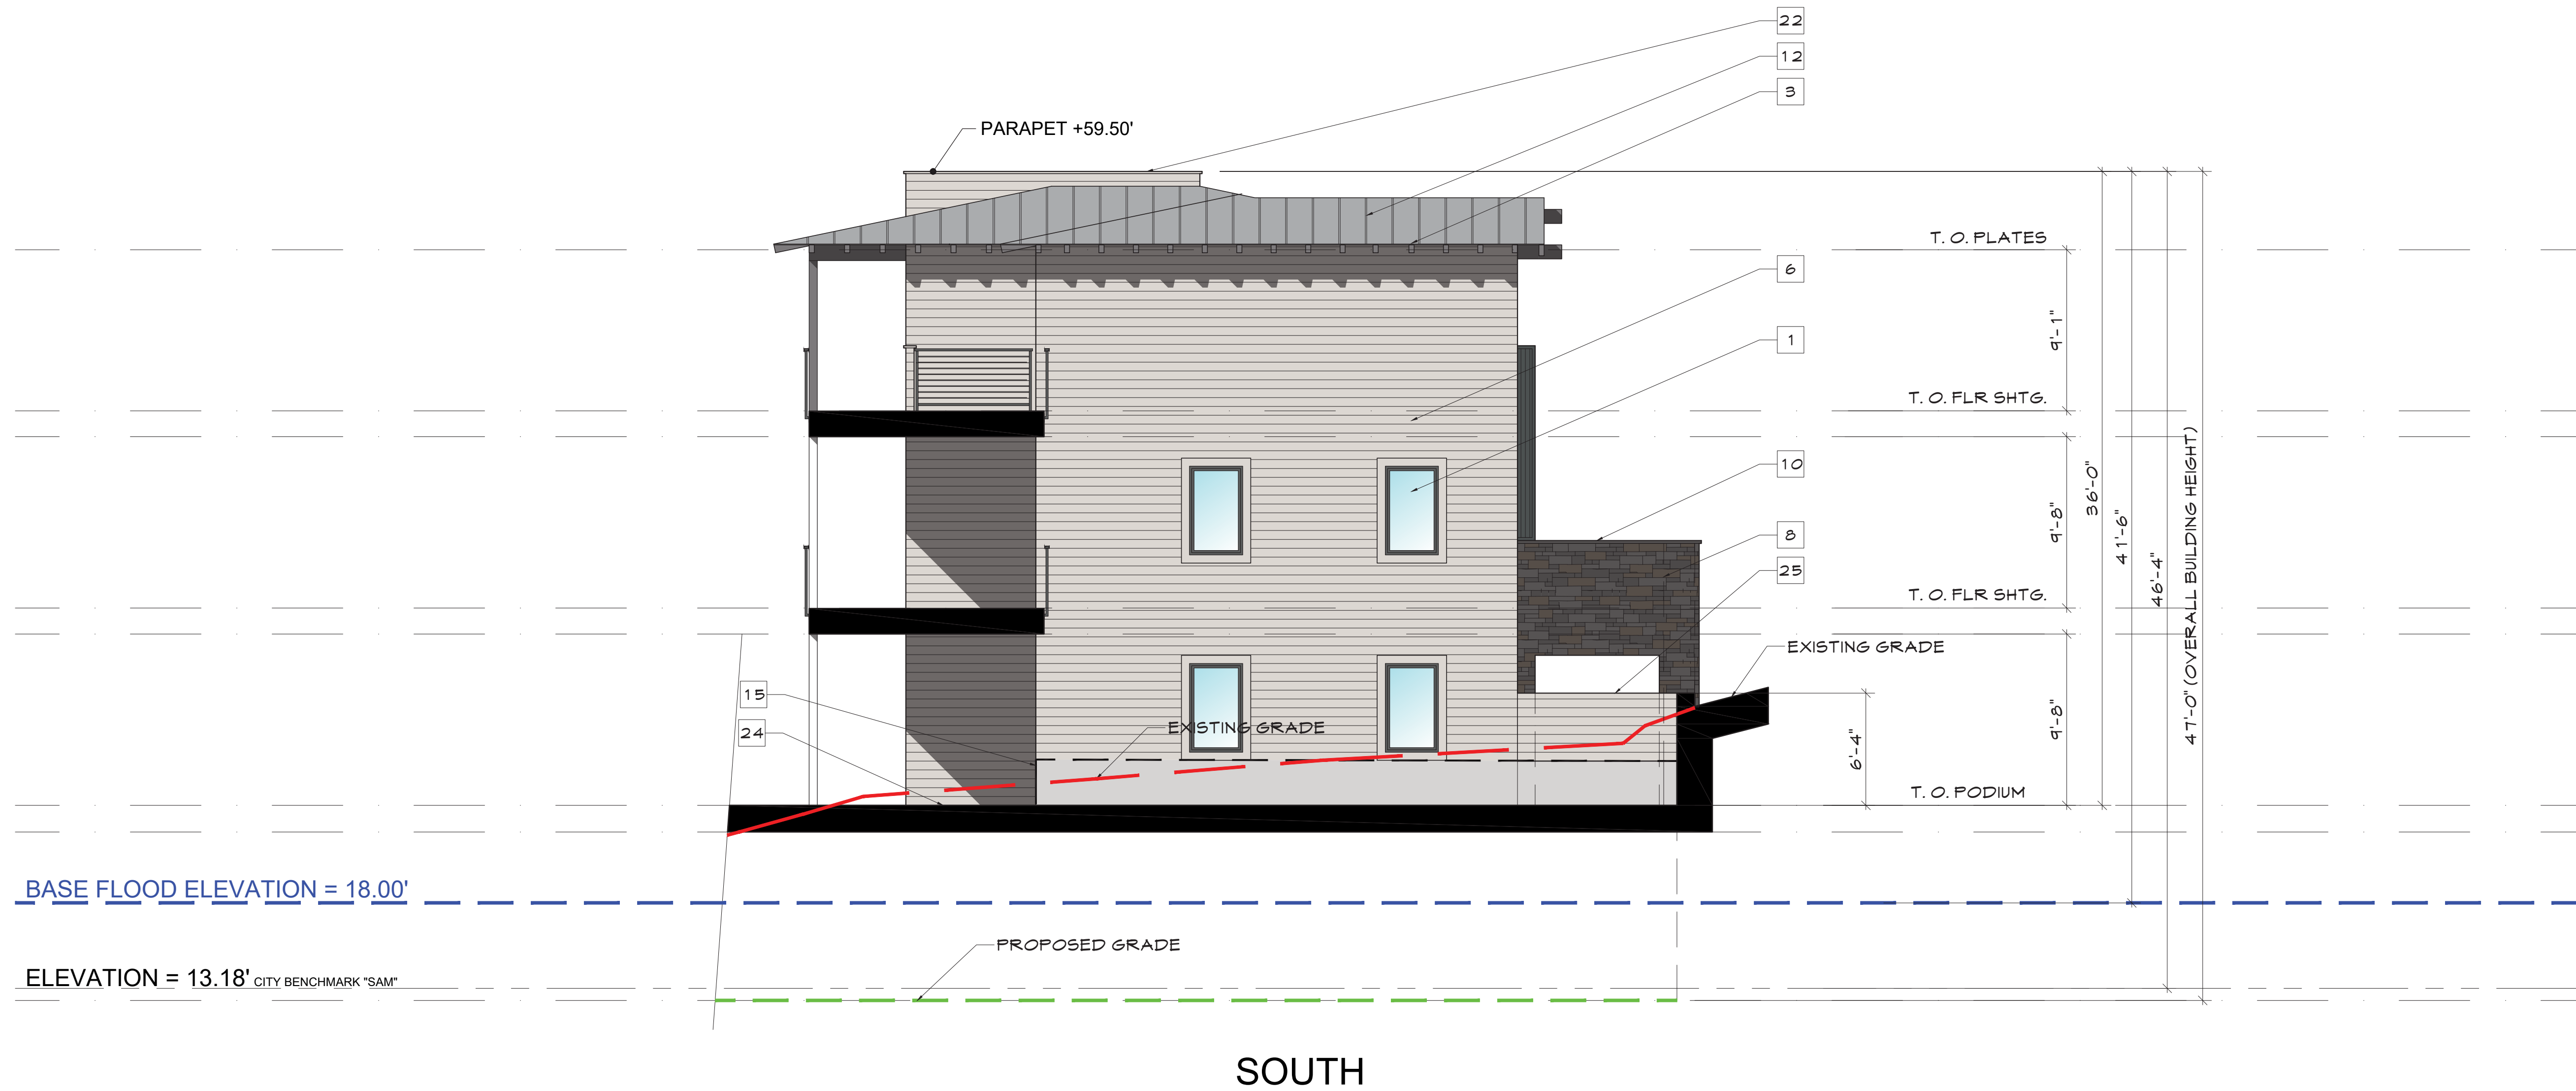 22
12
3
PARAPET +59.50'
T. O. PLATES
6
9'-1"
1
T. O. FLR SHTG.
10
9'-8"
36'-0"
41'-6"
46'-4"
47'-0" (OVERALL BUILDING HEIGHT)
8
25
T. O. FLR SHTG.
EXISTING GRADE
15
24
EXISTING GRADE
6'-4"
9'-8"
T. O. PODIUM
BASE FLOOD ELEVATION = 18.00'
PROPOSED GRADE
ELEVATION = 13.18' CITY BENCHMARK "SAM"
SOUTH